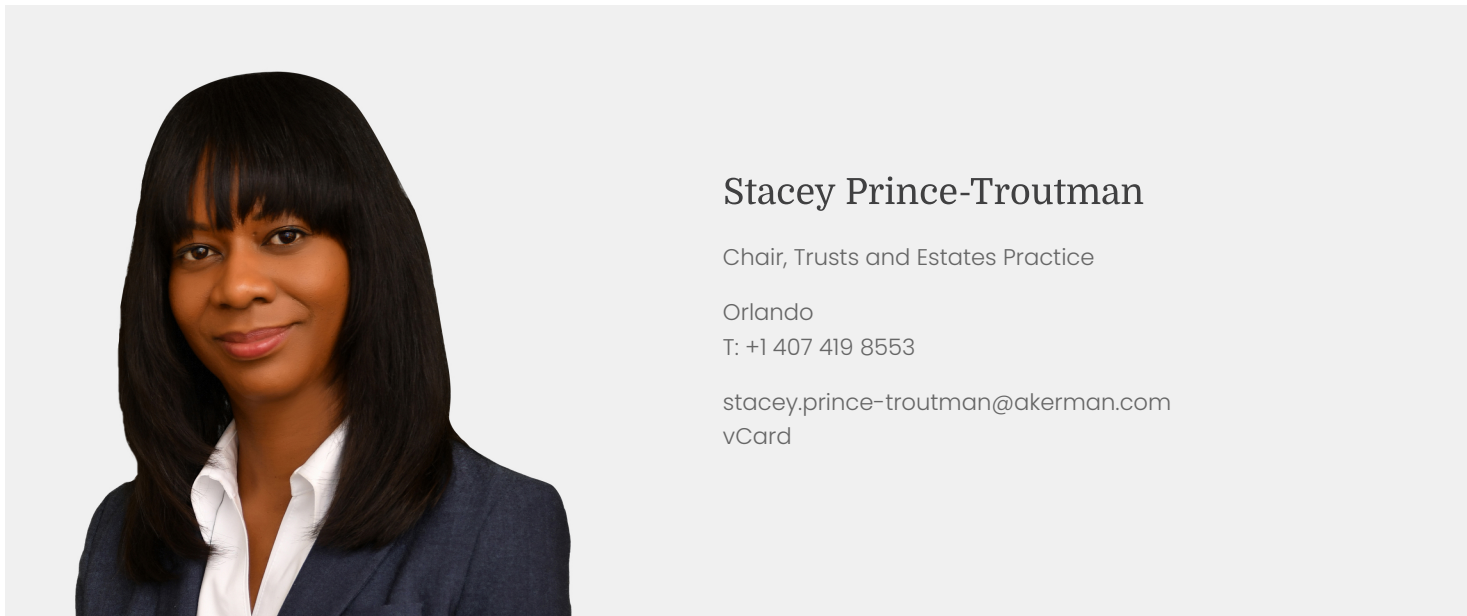 Stacey Prince-Troutman
Chair, Trusts and Estates Practice
Orlando
T: +1 407 419 8553
stacey.prince-troutman@akerman.com
vCard